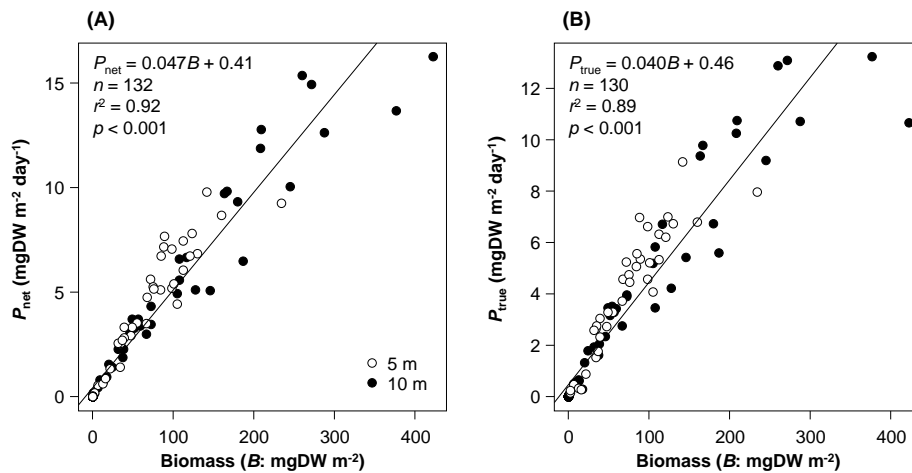 (A)
P_net = 0.047B + 0.41
n = 132
r² = 0.92
p < 0.001
15
10
5
0
P_net (mgDW m⁻² day⁻¹)
5 m
10 m
0 100 200 300 400
Biomass (B: mgDW m⁻²)
(B)
P_true = 0.040B + 0.46
n = 130
r² = 0.89
p < 0.001
12
10
8
6
4
2
0
P_true (mgDW m⁻² day⁻¹)
0 100 200 300 400
Biomass (B: mgDW m⁻²)